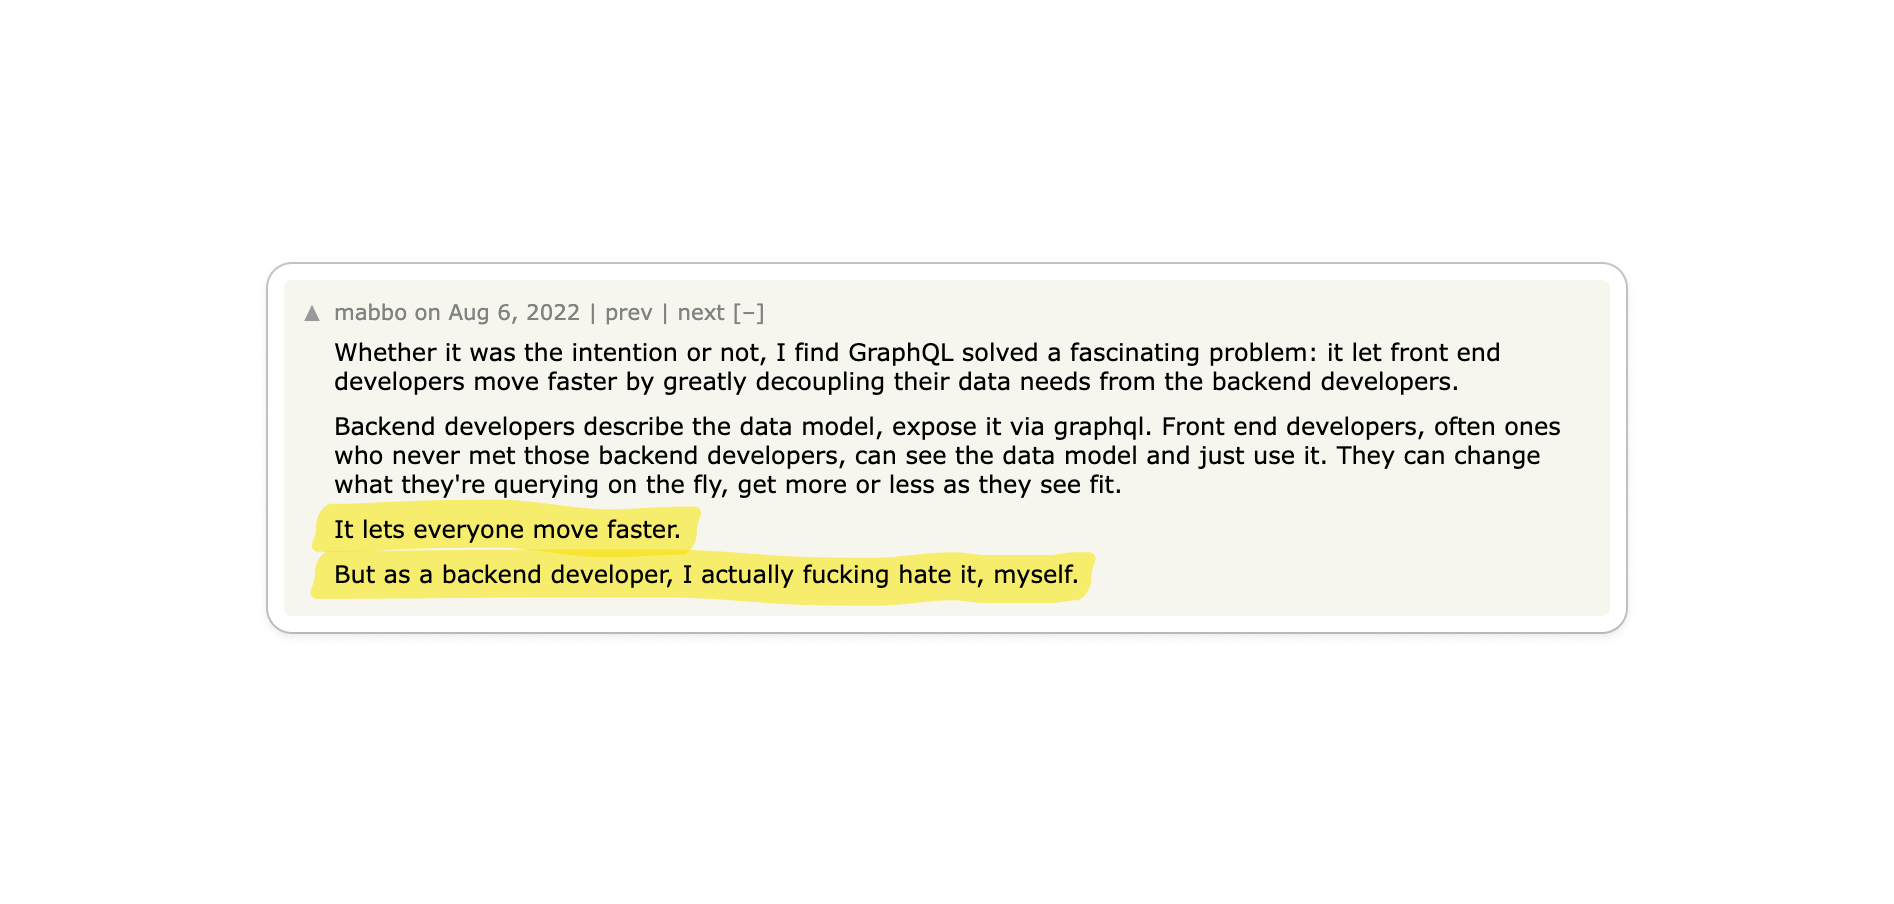 ▲ mabbo on Aug 6, 2022 | prev | next [–]
Whether it was the intention or not, I find GraphQL solved a fascinating problem: it let front end
developers move faster by greatly decoupling their data needs from the backend developers.
Backend developers describe the data model, expose it via graphql. Front end developers, often ones
who never met those backend developers, can see the data model and just use it. They can change
what they're querying on the fly, get more or less as they see fit.
It lets everyone move faster.
But as a backend developer, I actually fucking hate it, myself.